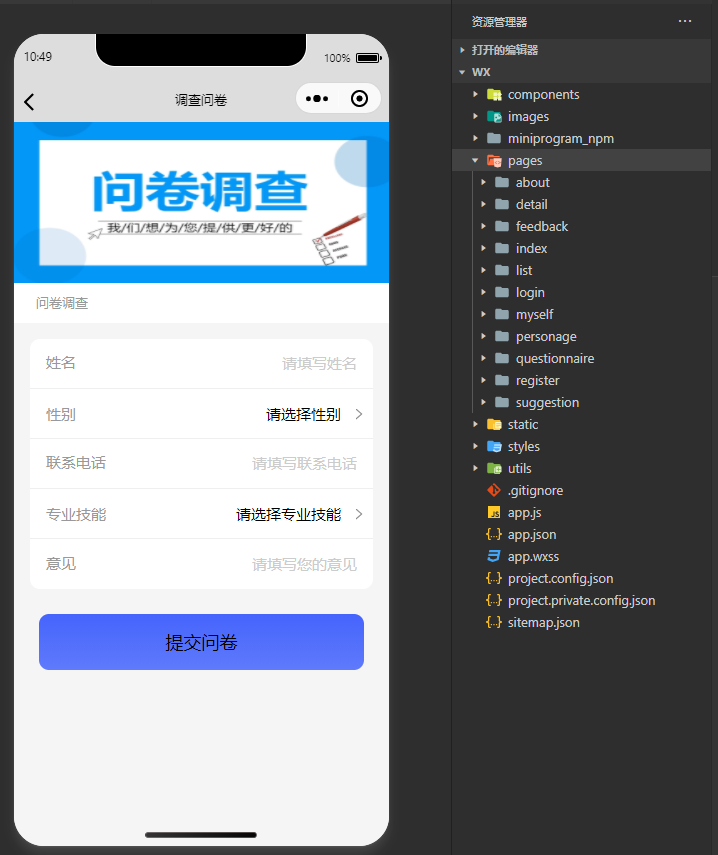 10:49
100%
调查问卷
问卷调查
我/们/想/为/您/提/供/更/好/的
问卷调查
姓名
请填写姓名
性别
请选择性别
联系电话
请填写联系电话
专业技能
请选择专业技能
意见
请填写您的意见
提交问卷
资源管理器
打开的编辑器
WX
components
images
miniprogram_npm
pages
about
detail
feedback
index
list
login
myself
personage
questionnaire
register
suggestion
static
styles
utils
.gitignore
JS
app.js
{..}
app.json
app.wxss
{..}
project.config.json
{..}
project.private.config.json
{..}
sitemap.json